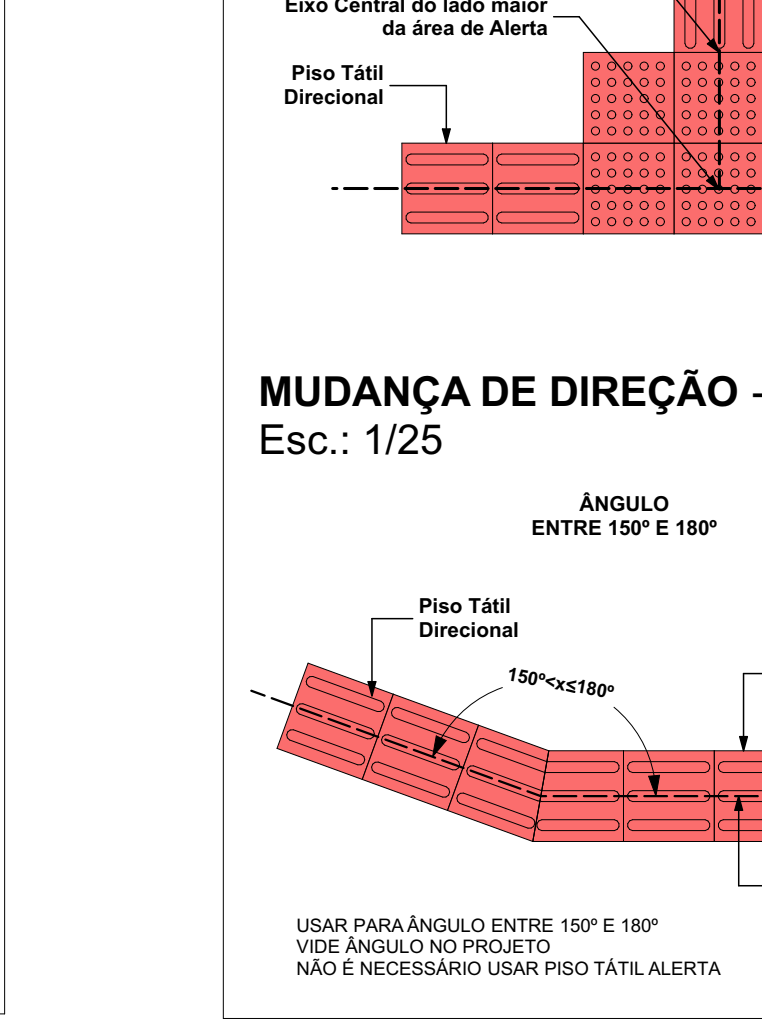 Eixo Central do lado maior
da área de Alerta
Piso Tátil
Direcional
MUDANÇA DE DIREÇÃO -
Esc.: 1/25
ÂNGULO
ENTRE 150º E 180º
Piso Tátil
Direcional
150º<x≤180º
USAR PARA ÂNGULO ENTRE 150º E 180º
VIDE ÂNGULO NO PROJETO
NÃO É NECESSÁRIO USAR PISO TÁTIL ALERTA